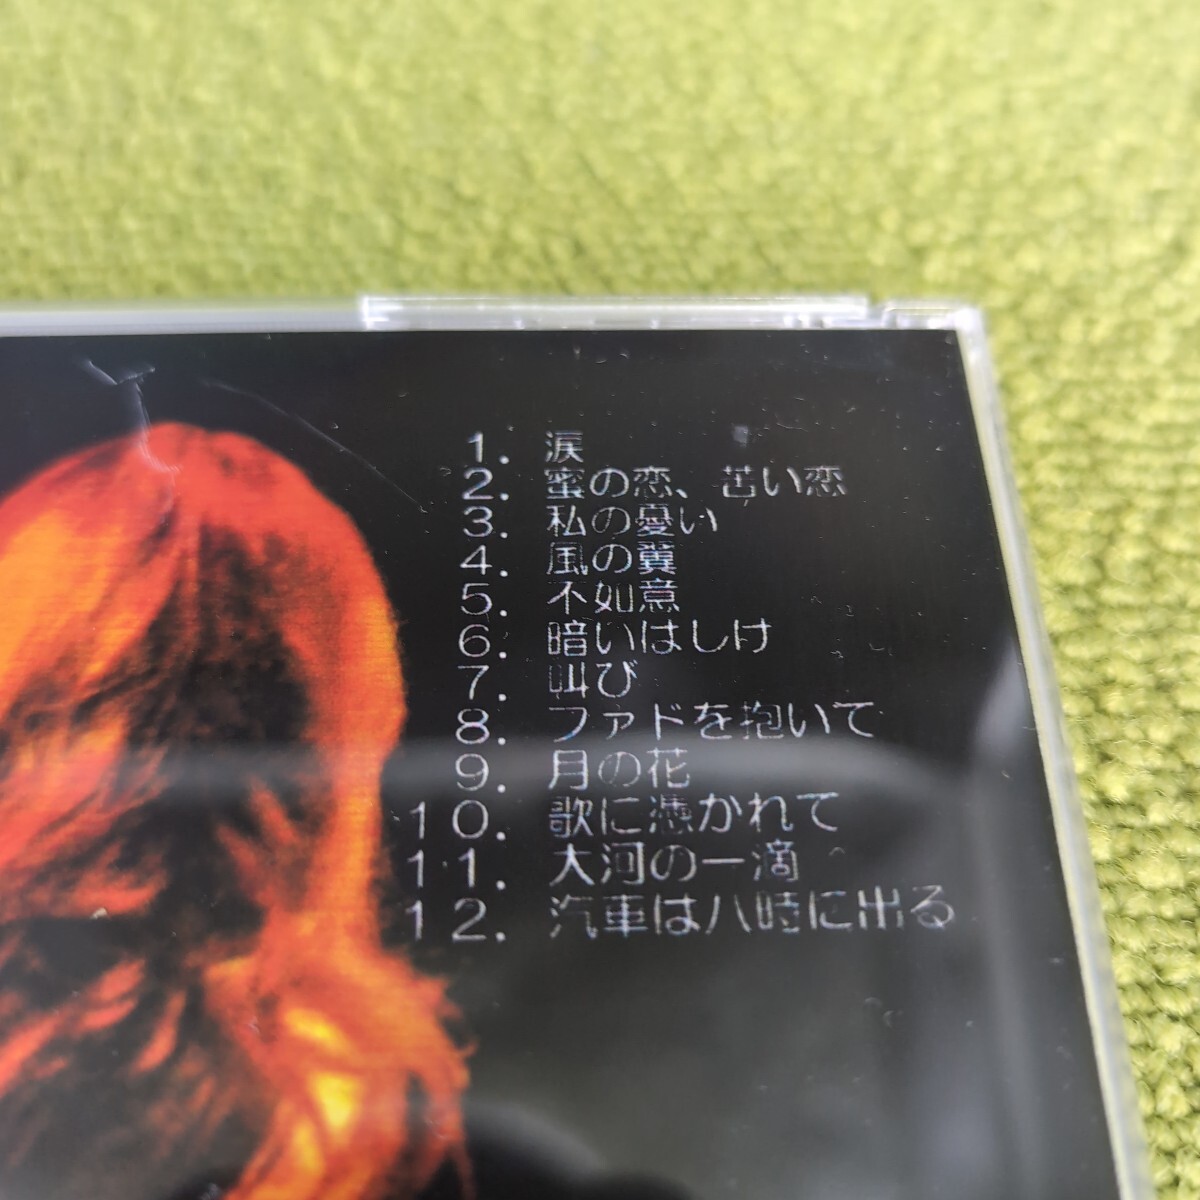 1. 涙
2. 蜜の恋、苦い恋
3. 私の憂い
4. 風の翼
5. 不如意
6. 暗いはしけ
7. 叫び
8. ファドを抱いて
9. 月の花
10. 歌に憑かれて
11. 大河の一滴
12. 汽車は八時に出る